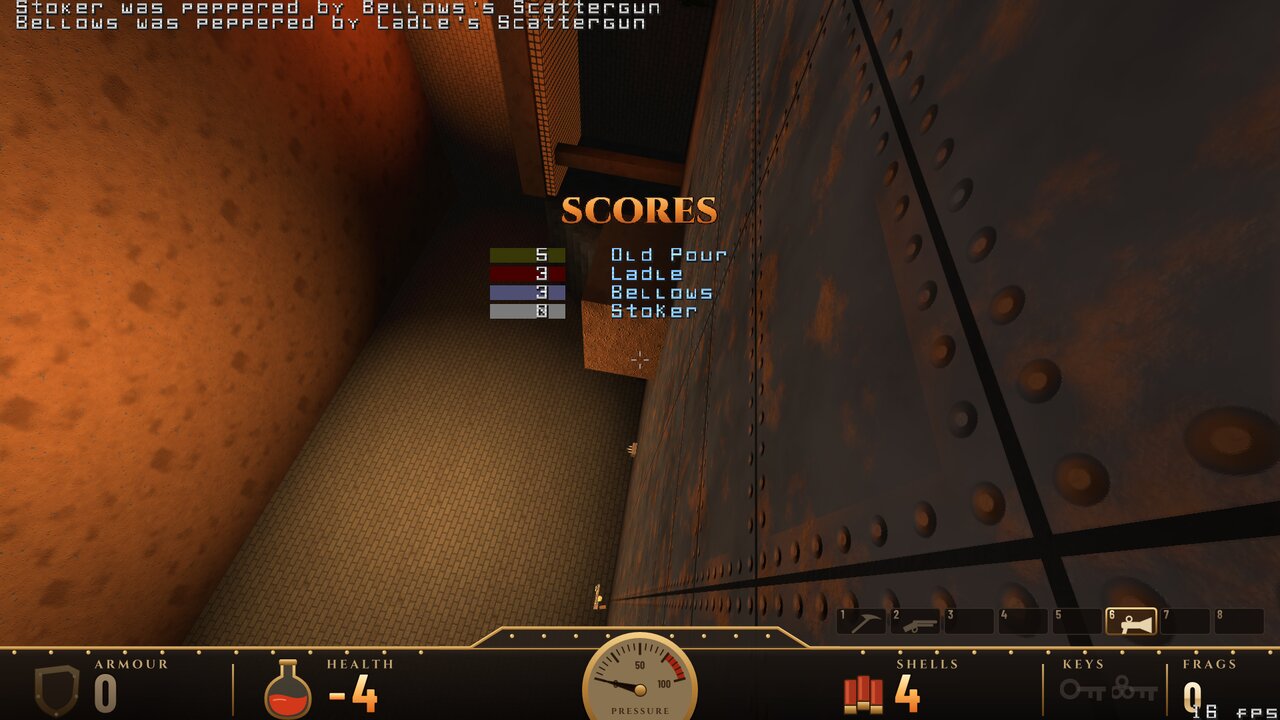 Stoker was peppered by Bellows's Scattergun
Bellows was peppered by Ladle's Scattergun
SCORES
5 Old Pour
3 Ladle
3 Bellows
0 Stoker
1 2 3 4 5 6 7 8
ARMOUR
0
HEALTH
-4
50
100
PRESSURE
SHELLS
4
KEYS
FRAGS
0
16 fps